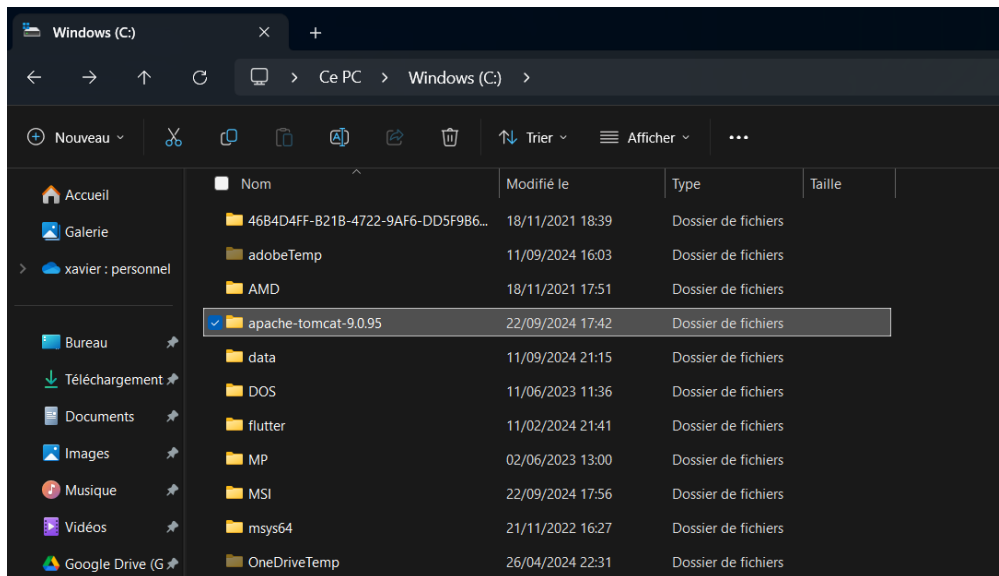 Windows (C:)
Ce PC > Windows (C:) >
Nouveau Trier Afficher
Nom Modifié le Type Taille
Accueil
Galerie
xavier : personnel
Bureau
Téléchargement
Documents
Images
Musique
Vidéos
Google Drive (G
46B4D4FF-B21B-4722-9AF6-DD5F9B6... 18/11/2021 18:39 Dossier de fichiers
adobeTemp 11/09/2024 16:03 Dossier de fichiers
AMD 18/11/2021 17:51 Dossier de fichiers
apache-tomcat-9.0.95 22/09/2024 17:42 Dossier de fichiers
data 11/09/2024 21:15 Dossier de fichiers
DOS 11/06/2023 11:36 Dossier de fichiers
flutter 11/02/2024 21:41 Dossier de fichiers
MP 02/06/2023 13:00 Dossier de fichiers
MSI 22/09/2024 17:56 Dossier de fichiers
msys64 21/11/2022 16:27 Dossier de fichiers
OneDriveTemp 26/04/2024 22:31 Dossier de fichiers